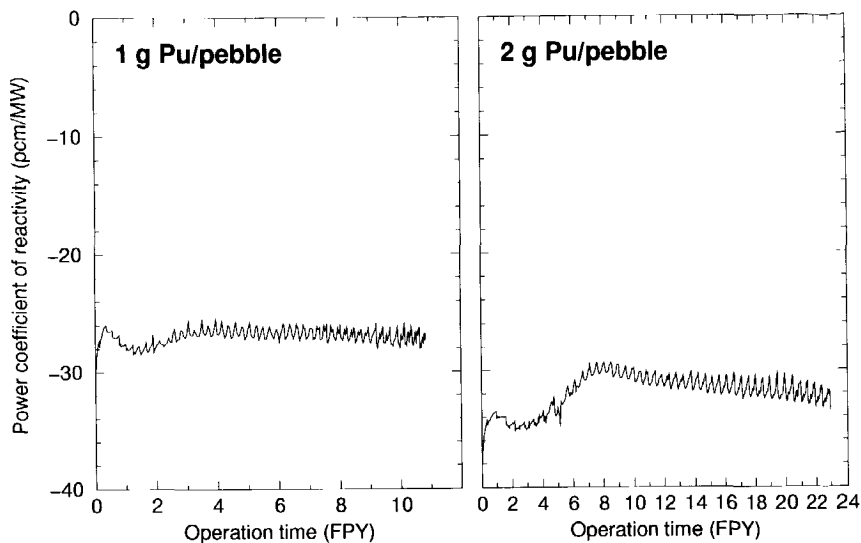 1 g Pu/pebble
2 g Pu/pebble
Power coefficient of reactivity (pcm/MW)
0
−10
−20
−30
−40
0 2 4 6 8 10
0 2 4 6 8 10 12 14 16 18 20 22 24
Operation time (FPY)
Operation time (FPY)